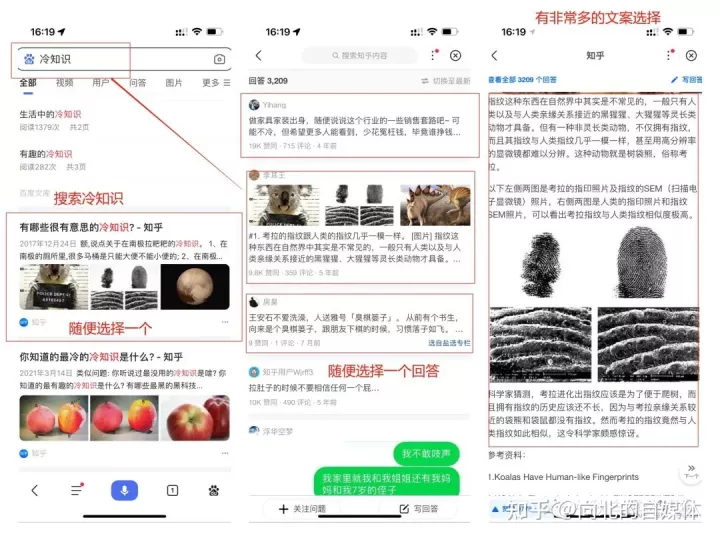 16:19
冷知识
全部 视频 用户 问答 图片 更多
生活中的冷知识
阅读1379次 共2页
有趣的冷知识
阅读282次 共3页
百度文库
搜索冷知识
有哪些很有意思的冷知识? - 知乎
2017年12月24日 额,说点关于在南极拉粑粑的冷知识。 1、在南极的厕所里,很多马桶是只能大便不能小便的; 2、在南极...
知乎
随便选择一个
你知道的最冷的冷知识是什么? - 知乎
2021年3月14日 类似问题: 你听说过最没用的冷知识是啥? 你知道的最有趣的冷知识是什么? 有哪些最黑的黑科技...
知乎
1
16:19
搜索知乎内容
回答 3,209
切换至最新
Yihang
做家具家装出身，随便说说这个行业的一些销售套路吧~ 可
能不冷，但希望更多人能看到，少花冤枉钱，毕竟谁挣钱...
19K 赞同 · 715 评论 · 4 年前
李其王
#1. 考拉的指纹跟人类的指纹几乎一模一样。 [图片] 指纹这
种东西在自然界中其实是不常见的，一般只有人类以及与人
类亲缘关系接近的黑猩猩，大猩猩等灵长类动物才具备。...
9.8K 赞同 · 359 评论 · 5 年前
房昊
王安石不爱洗澡，人送雅号「臭棋篓子」。 从前有个书生，
向来是个臭棋篓子，跟朋友下棋的时候，习惯落子如飞。 ...
9 赞同 · 1 评论 · 7 月前
选自盐选专栏
随便选择一个回答
知乎用户Wjrff3
拉肚子的时候不要相信任何一个屁...
10K 赞同 · 490 评论 · 5 年前
浮华空梦
我不敢吱声
我家里就我和我姐姐还有我妈
妈和我7岁的侄子
关注问题
写回答
有非常多的文案选择
16:19
知乎
查看全部 3209 个回答
写回答
指纹这种东西在自然界中其实是不常见的，一般只有人
类以及与人类亲缘关系接近的黑猩猩，大猩猩等灵长类
动物才具备。但有一种非灵长类动物，不仅拥有指纹，
而且其指纹与人类指纹几乎一模一样，甚至用高分辨率
的显微镜都难以分辨。这种动物就是树袋熊，俗称考
拉。
以下左侧两图是考拉的指印照片及指纹的SEM（扫描电
子显微镜）照片，右侧两图是人类的指印照片和指纹
SEM照片，可以看出考拉指纹与人类指纹相似度极高。
科学家猜测，考拉进化出指纹应该是为了便于爬树，而
且拥有指纹的历史应该还不长，因为与考拉亲缘关系较
近的袋熊和袋鼠都没有指纹。然而考拉的指纹竟然与人
类指纹如此相似，这令科学家颇感惊讶。
参考资料：
1.Koalas Have Human-like Fingerprints
下一个
知乎 @向北的自媒体